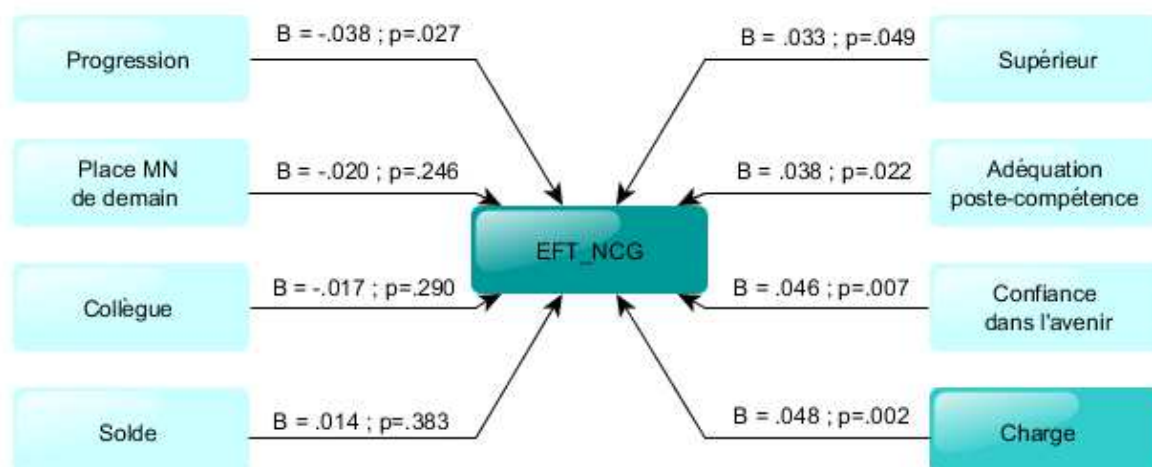 Progression
B = -.038 ; p=.027
B = .033 ; p=.049
Supérieur
Place MN
de demain
B = -.020 ; p=.246
B = .038 ; p=.022
Adéquation
poste-compétence
EFT_NCG
Collègue
B = -.017 ; p=.290
B = .046 ; p=.007
Confiance
dans l'avenir
Solde
B = .014 ; p=.383
B = .048 ; p=.002
Charge